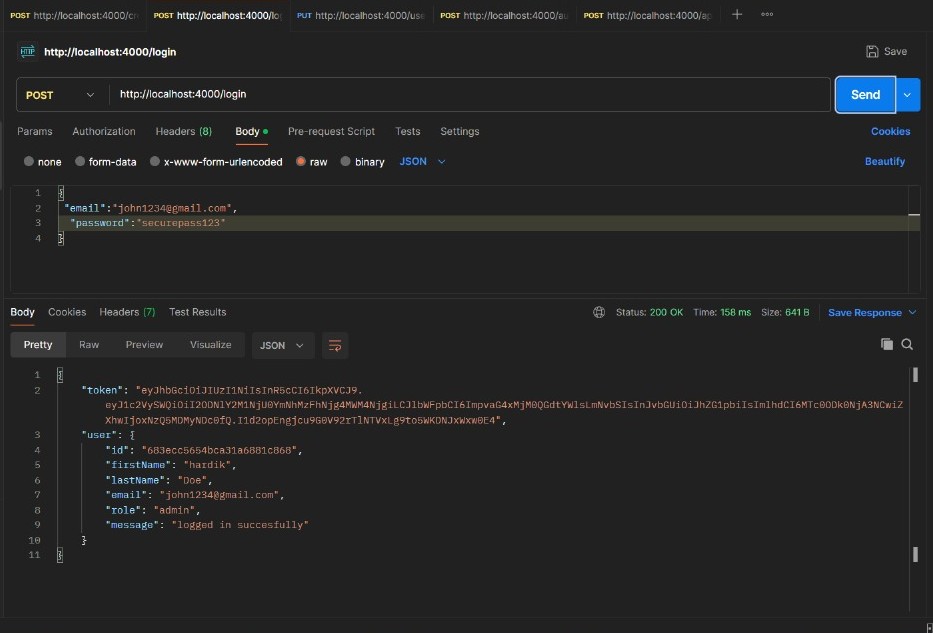 POST http://localhost:4000/cr POST http://localhost:4000/lo PUT http://localhost:4000/use POST http://localhost:4000/au POST http://localhost:4000/ap
HTTP http://localhost:4000/login Save
POST http://localhost:4000/login Send
Params Authorization Headers (8) Body Pre-request Script Tests Settings Cookies
none form-data x-www-form-urlencoded raw binary JSON Beautify
1 {
2 "email":"john1234@gmail.com",
3 "password":"securepass123"
4 }
Body Cookies Headers (7) Test Results Status: 200 OK Time: 158 ms Size: 641 B Save Response
Pretty Raw Preview Visualize JSON
1 {
2 "token": "eyJhbGciOiJIUzI1NiIsInR5cCI6IkpXVCJ9.
3 "user": {
4 "id": "683ecc5654bca31a6881c868",
5 "firstName": "hardik",
6 "lastName": "Doe",
7 "email": "john1234@gmail.com",
8 "role": "admin",
9 "message": "logged in succesfully"
10 }
11 }